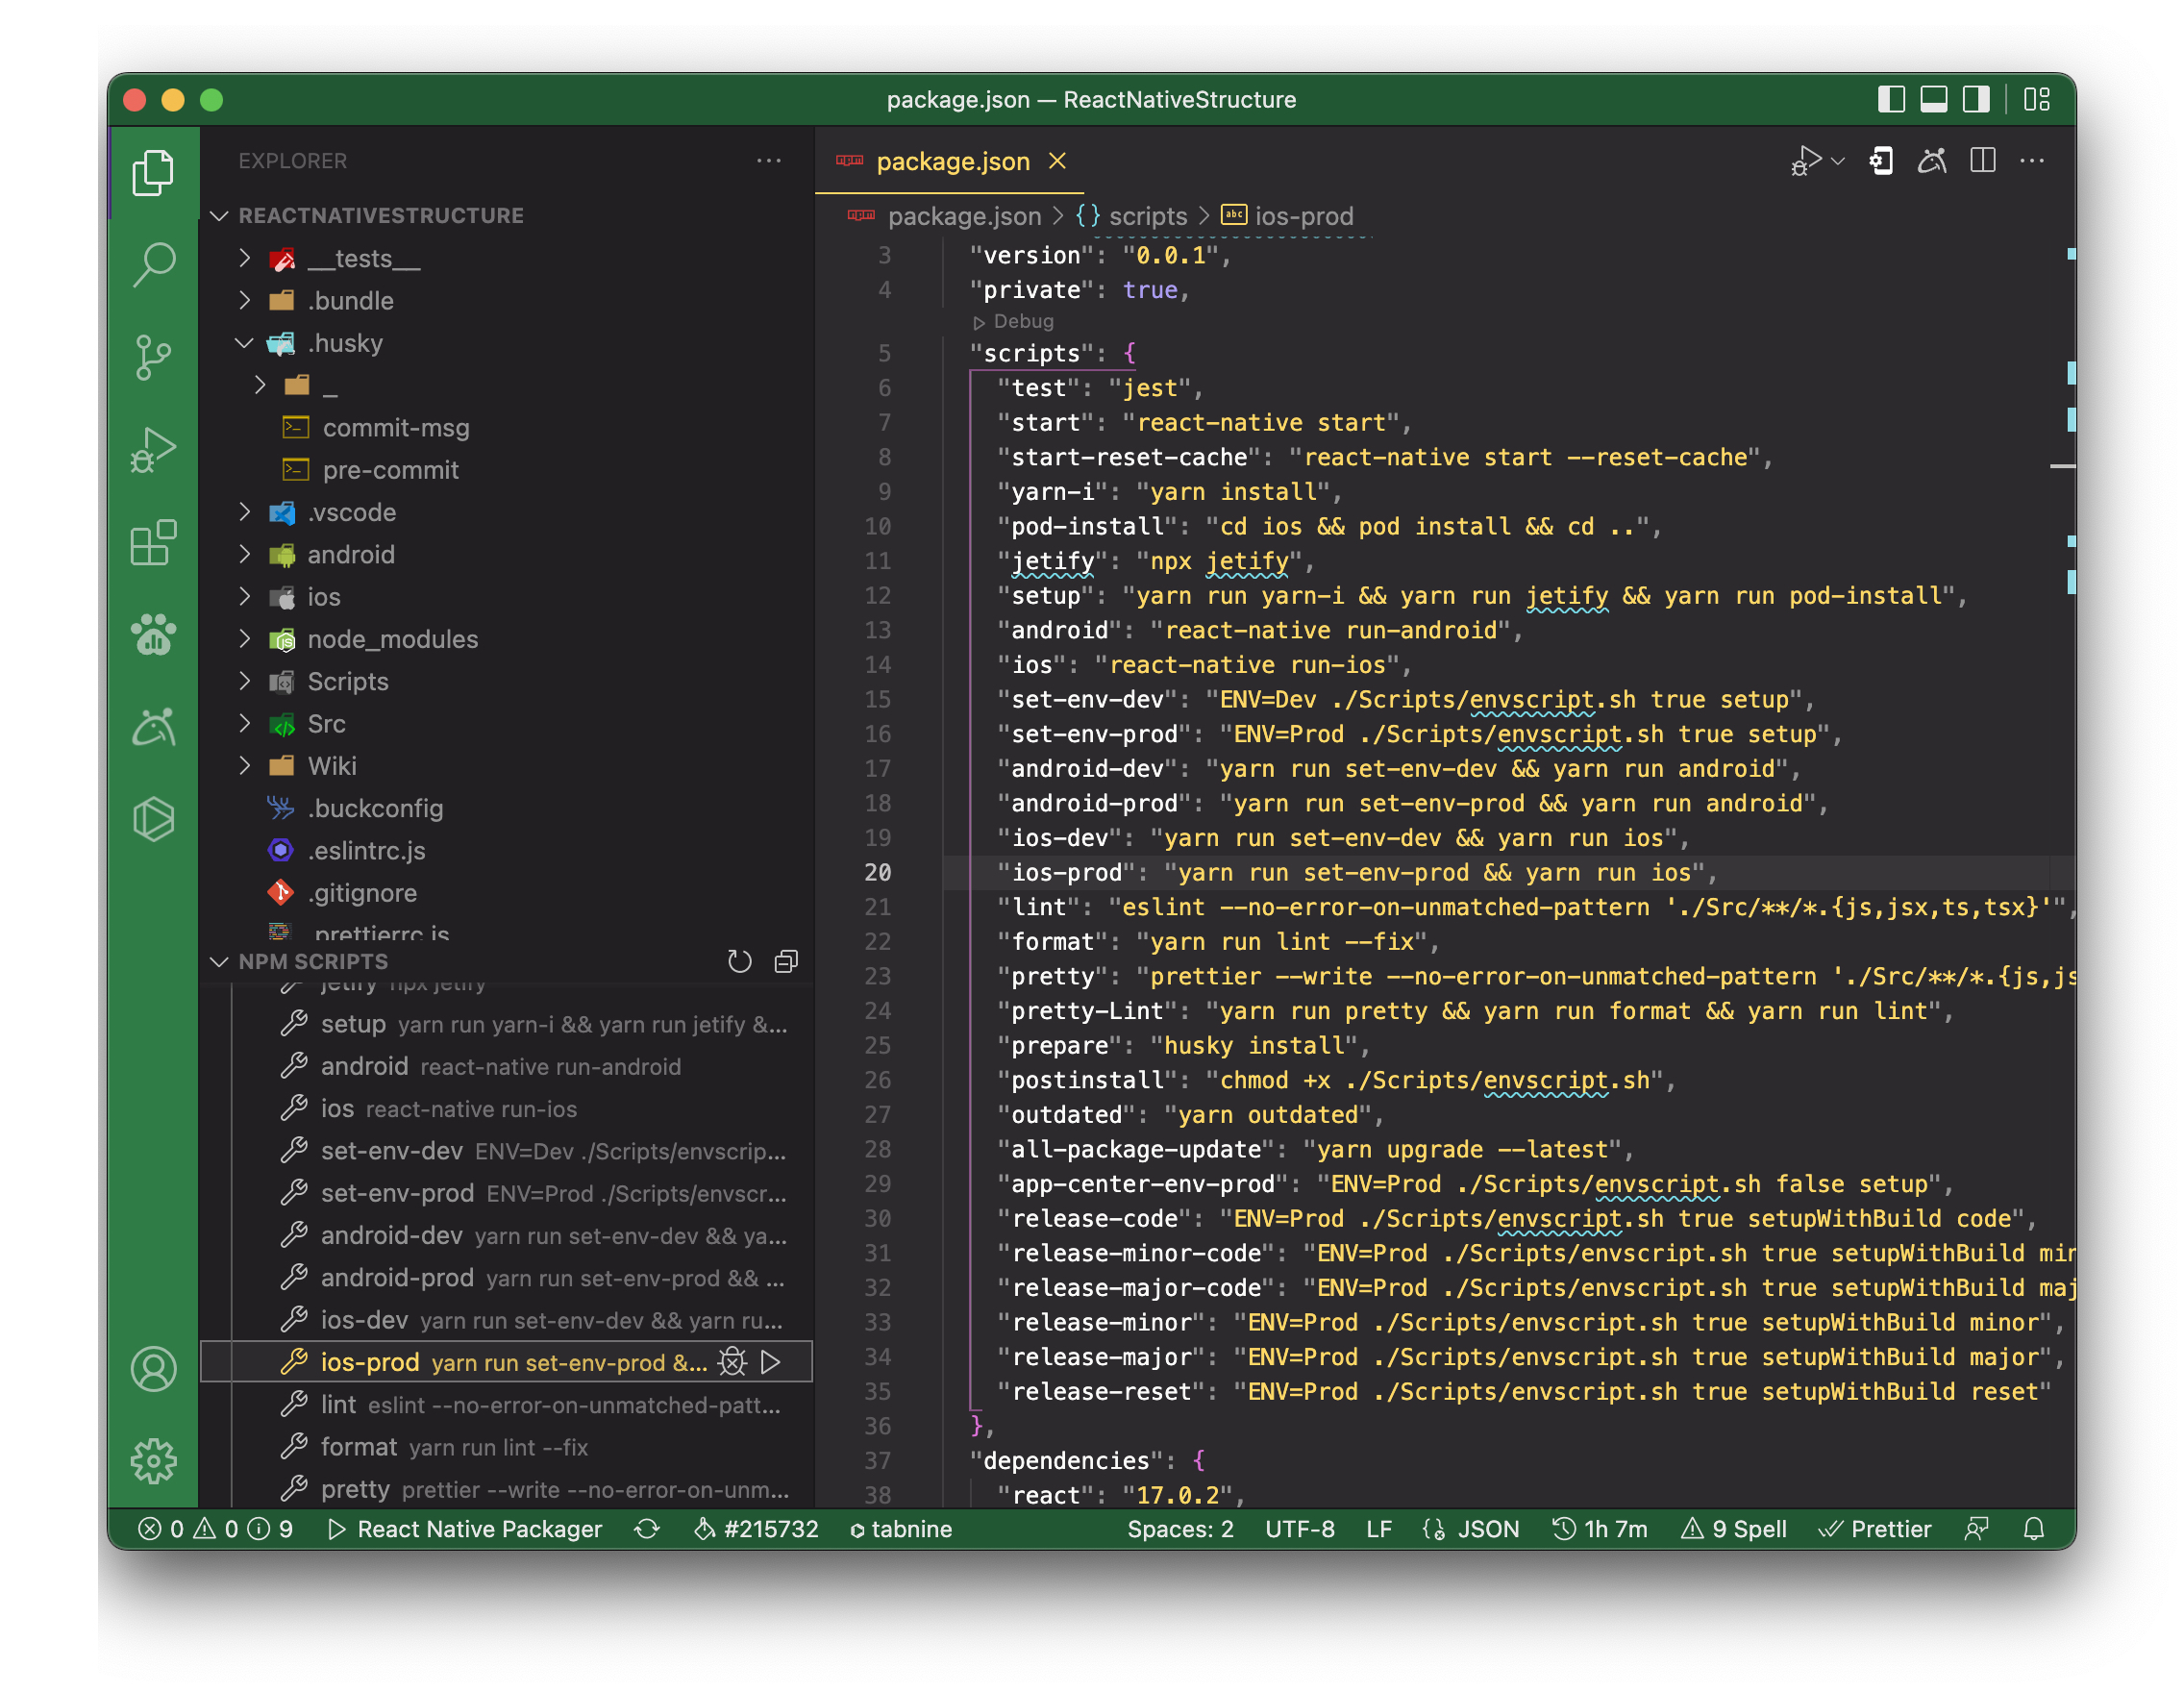 package.json — ReactNativeStructure
EXPLORER
REACTNATIVESTRUCTURE
__tests__
.bundle
.husky
_
commit-msg
pre-commit
.vscode
android
ios
node_modules
Scripts
Src
Wiki
.buckconfig
.eslintrc.js
.gitignore
.prettierrc.js
NPM SCRIPTS
jetify npx jetify
setup yarn run yarn-i && yarn run jetify &...
android react-native run-android
ios react-native run-ios
set-env-dev ENV=Dev ./Scripts/envscrip...
set-env-prod ENV=Prod ./Scripts/envscr...
android-dev yarn run set-env-dev && ya...
android-prod yarn run set-env-prod && ...
ios-dev yarn run set-env-dev && yarn ru...
ios-prod yarn run set-env-prod &...
lint eslint --no-error-on-unmatched-patt...
format yarn run lint --fix
pretty prettier --write --no-error-on-unm...
package.json
package.json > {} scripts > abc ios-prod
3 "version": "0.0.1",
4 "private": true,
Debug
5 "scripts": {
6 "test": "jest",
7 "start": "react-native start",
8 "start-reset-cache": "react-native start --reset-cache",
9 "yarn-i": "yarn install",
10 "pod-install": "cd ios && pod install && cd ..",
11 "jetify": "npx jetify",
12 "setup": "yarn run yarn-i && yarn run jetify && yarn run pod-install",
13 "android": "react-native run-android",
14 "ios": "react-native run-ios",
15 "set-env-dev": "ENV=Dev ./Scripts/envscript.sh true setup",
16 "set-env-prod": "ENV=Prod ./Scripts/envscript.sh true setup",
17 "android-dev": "yarn run set-env-dev && yarn run android",
18 "android-prod": "yarn run set-env-prod && yarn run android",
19 "ios-dev": "yarn run set-env-dev && yarn run ios",
20 "ios-prod": "yarn run set-env-prod && yarn run ios",
21 "lint": "eslint --no-error-on-unmatched-pattern './Src/**/*.{js,jsx,ts,tsx}'",
22 "format": "yarn run lint --fix",
23 "pretty": "prettier --write --no-error-on-unmatched-pattern './Src/**/*.{js,js
24 "pretty-Lint": "yarn run pretty && yarn run format && yarn run lint",
25 "prepare": "husky install",
26 "postinstall": "chmod +x ./Scripts/envscript.sh",
27 "outdated": "yarn outdated",
28 "all-package-update": "yarn upgrade --latest",
29 "app-center-env-prod": "ENV=Prod ./Scripts/envscript.sh false setup",
30 "release-code": "ENV=Prod ./Scripts/envscript.sh true setupWithBuild code",
31 "release-minor-code": "ENV=Prod ./Scripts/envscript.sh true setupWithBuild min
32 "release-major-code": "ENV=Prod ./Scripts/envscript.sh true setupWithBuild maj
33 "release-minor": "ENV=Prod ./Scripts/envscript.sh true setupWithBuild minor",
34 "release-major": "ENV=Prod ./Scripts/envscript.sh true setupWithBuild major",
35 "release-reset": "ENV=Prod ./Scripts/envscript.sh true setupWithBuild reset"
36 },
37 "dependencies": {
38 "react": "17.0.2",
0 0 9 React Native Packager #215732 tabnine Spaces: 2 UTF-8 LF JSON 1h 7m 9 Spell Prettier